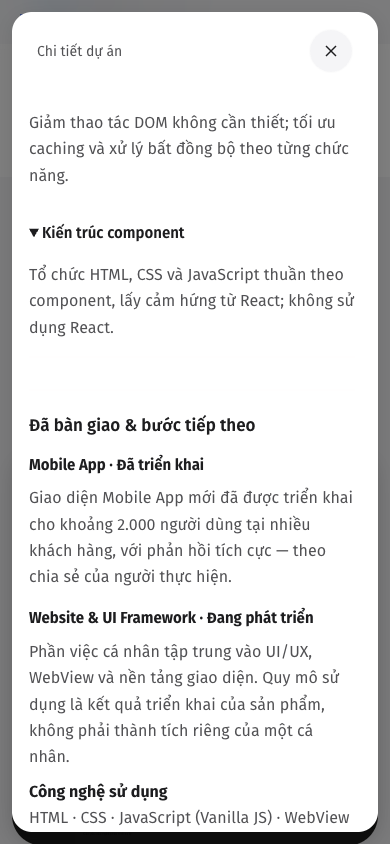 Chi tiết dự án
Giảm thao tác DOM không cần thiết; tối ưu
caching và xử lý bất đồng bộ theo từng chức
năng.
▼ Kiến trúc component
Tổ chức HTML, CSS và JavaScript thuần theo
component, lấy cảm hứng từ React; không sử
dụng React.
Đã bàn giao & bước tiếp theo
Mobile App · Đã triển khai
Giao diện Mobile App mới đã được triển khai
cho khoảng 2.000 người dùng tại nhiều
khách hàng, với phản hồi tích cực — theo
chia sẻ của người thực hiện.
Website & UI Framework · Đang phát triển
Phần việc cá nhân tập trung vào UI/UX,
WebView và nền tảng giao diện. Quy mô sử
dụng là kết quả triển khai của sản phẩm,
không phải thành tích riêng của một cá
nhân.
Công nghệ sử dụng
HTML · CSS · JavaScript (Vanilla JS) · WebView